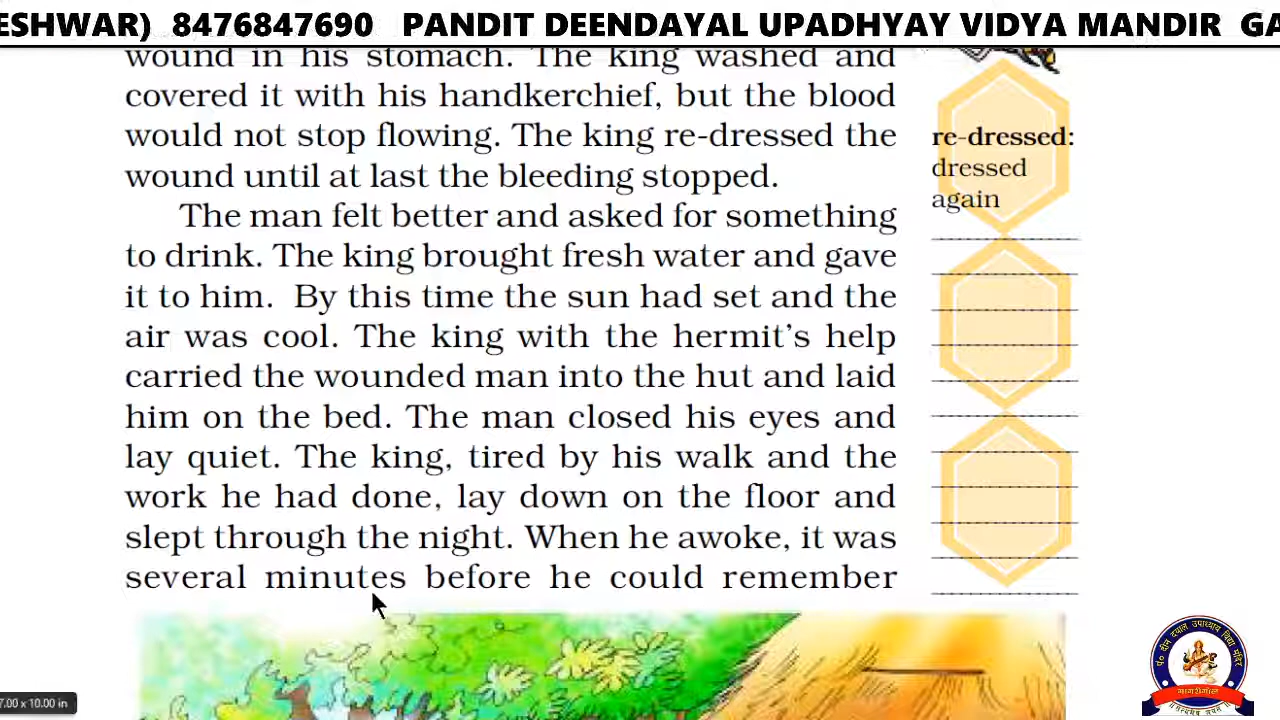 ESHWAR) 8476847690 PANDIT DEENDAYAL UPADHYAY VIDYA MANDIR GA
wound in his stomach. The king washed and
covered it with his handkerchief, but the blood
would not stop flowing. The king re-dressed the
wound until at last the bleeding stopped.
The man felt better and asked for something
to drink. The king brought fresh water and gave
it to him. By this time the sun had set and the
air was cool. The king with the hermit's help
carried the wounded man into the hut and laid
him on the bed. The man closed his eyes and
lay quiet. The king, tired by his walk and the
work he had done, lay down on the floor and
slept through the night. When he awoke, it was
several minutes before he could remember
re-dressed:
dressed
again
7.00 x 10.00 in
पं० दीन दयाल उपाध्याय विद्या मंदिर